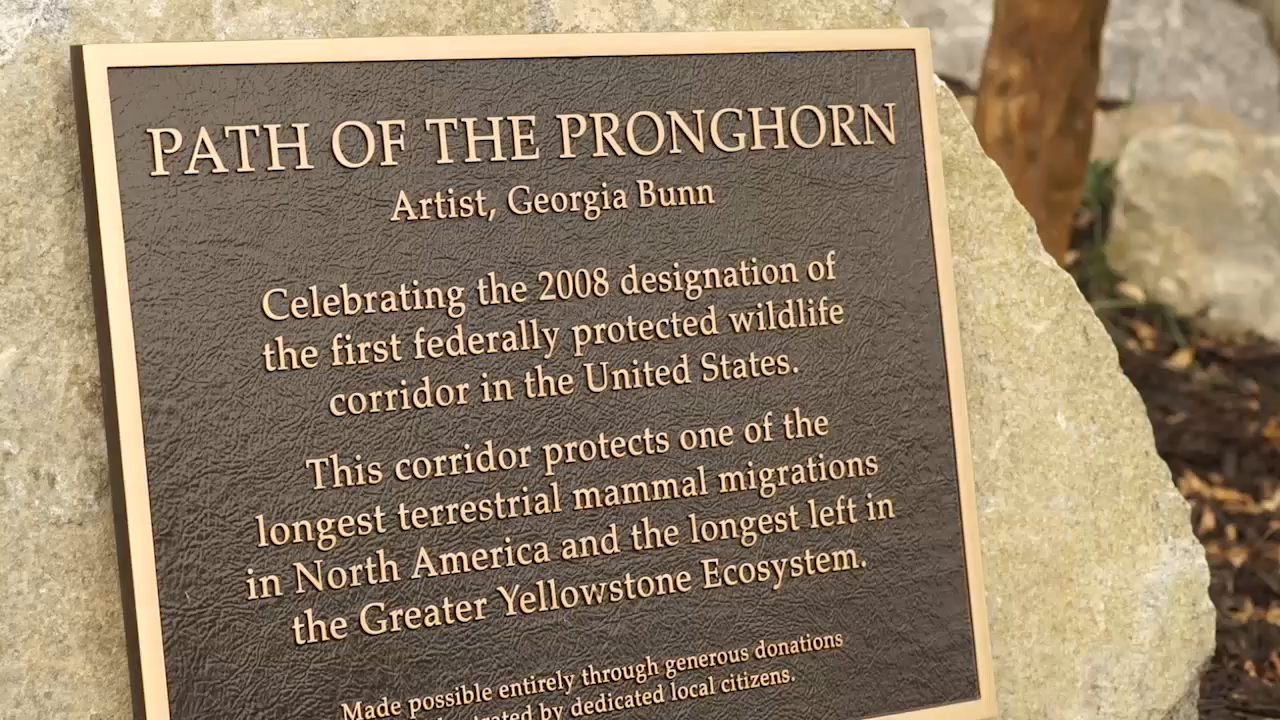 PATH OF THE PRONGHORN
Artist, Georgia Bunn
Celebrating the 2008 designation of
the first federally protected wildlife
corridor in the United States.
This corridor protects one of the
longest terrestrial mammal migrations
in North America and the longest left in
the Greater Yellowstone Ecosystem.
Made possible entirely through generous donations
by dedicated local citizens.